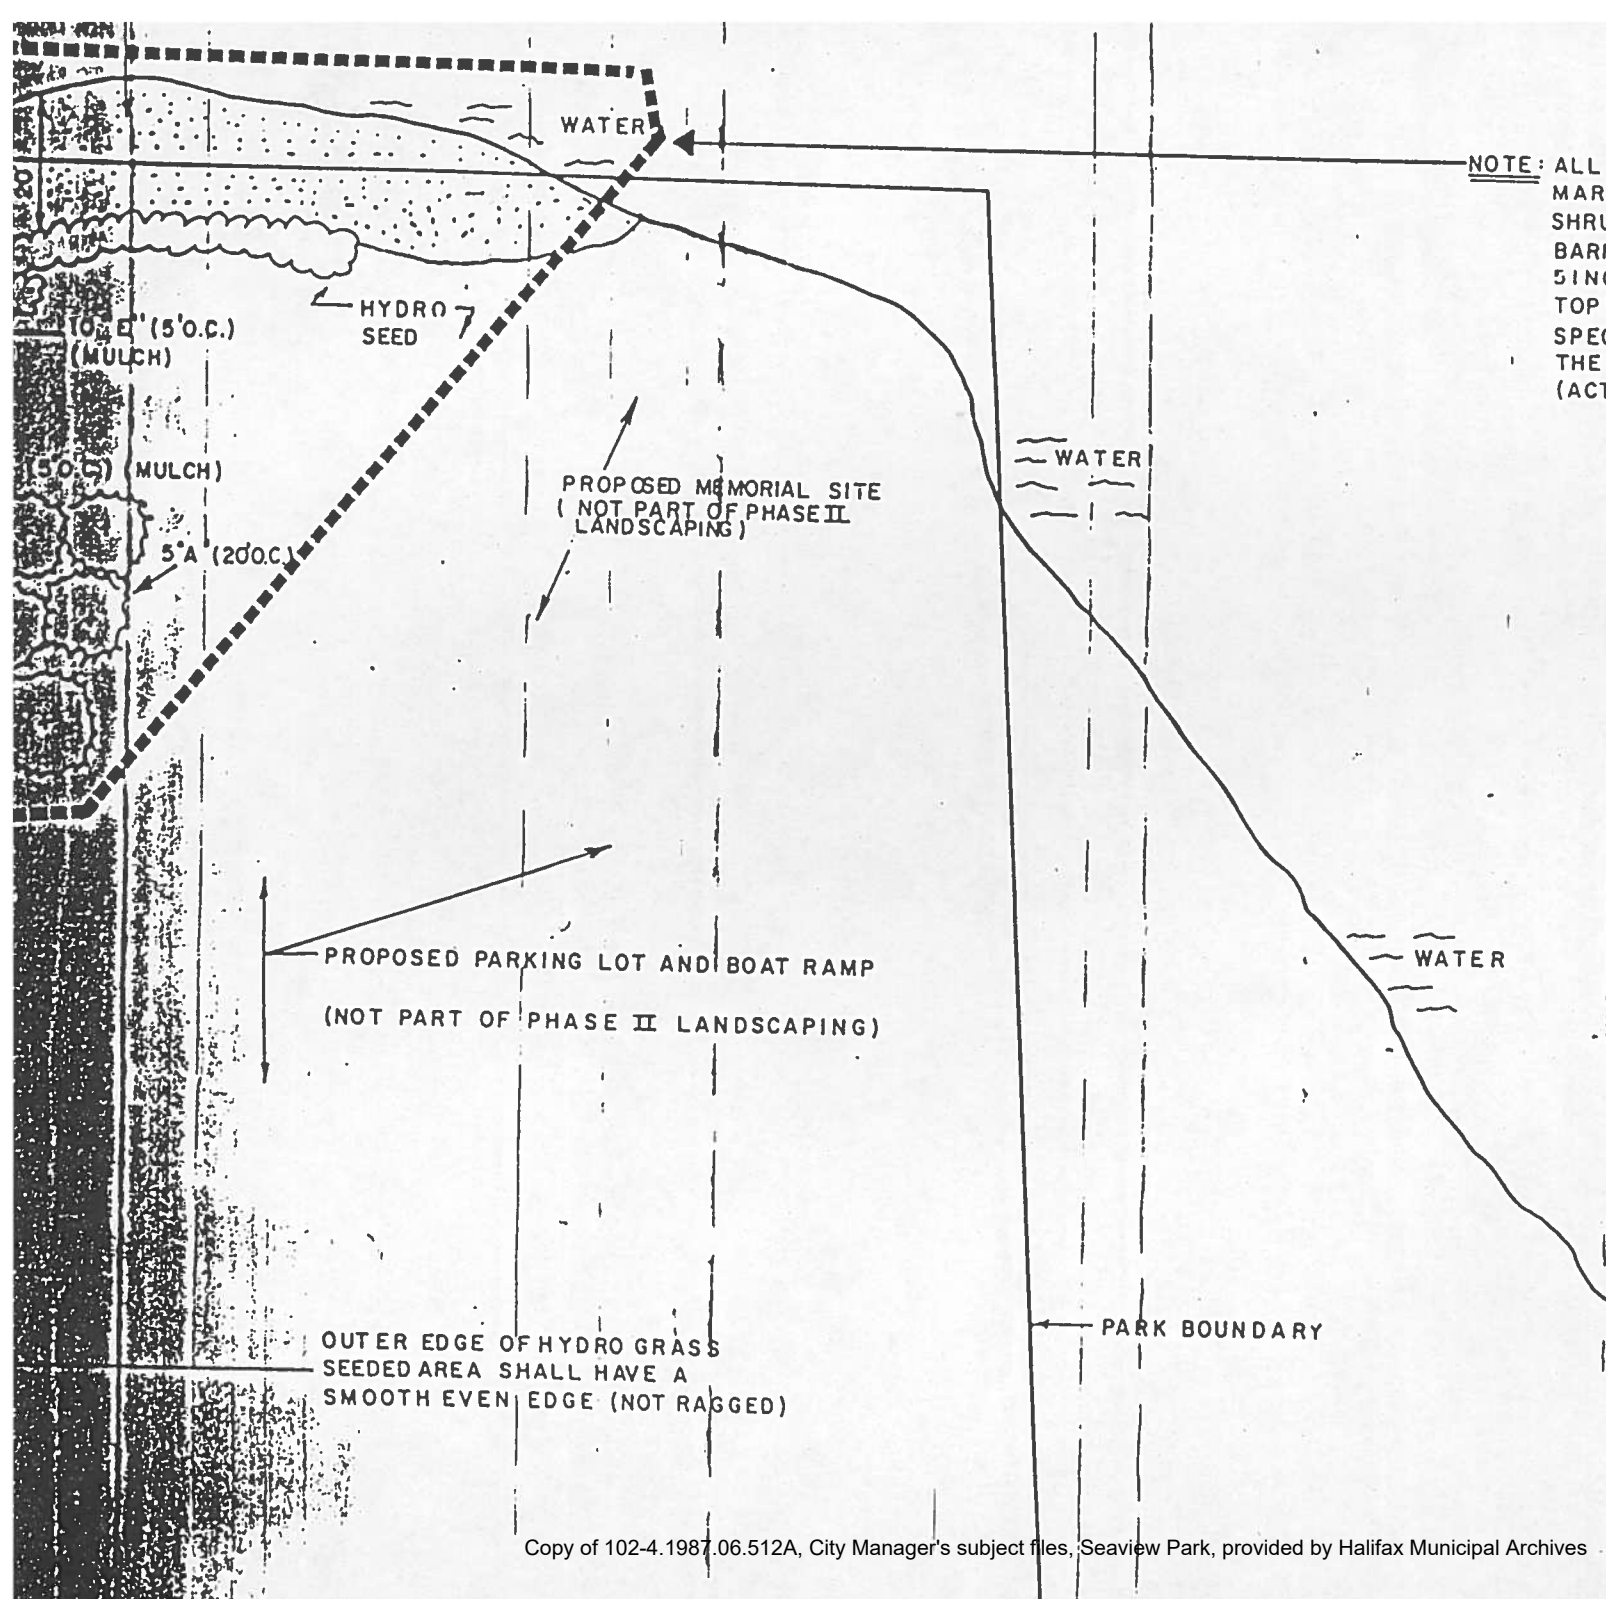 WATER
NOTE: ALL
MAR
SHRU
BARI
5INC
TOP
SPEC
THE
(ACT
20'
HYDRO
SEED
10 "E" (5'O.C.)
(MULCH)
(5'O.C.) (MULCH)
5"A"(20'O.C.)
PROPOSED MEMORIAL SITE
( NOT PART OF PHASE II
LANDSCAPING)
WATER
PROPOSED PARKING LOT AND BOAT RAMP
(NOT PART OF PHASE II LANDSCAPING)
WATER
PARK BOUNDARY
OUTER EDGE OF HYDRO GRASS
SEEDED AREA SHALL HAVE A
SMOOTH EVEN EDGE (NOT RAGGED)
Copy of 102-4.1987.06.512A, City Manager's subject files, Seaview Park, provided by Halifax Municipal Archives